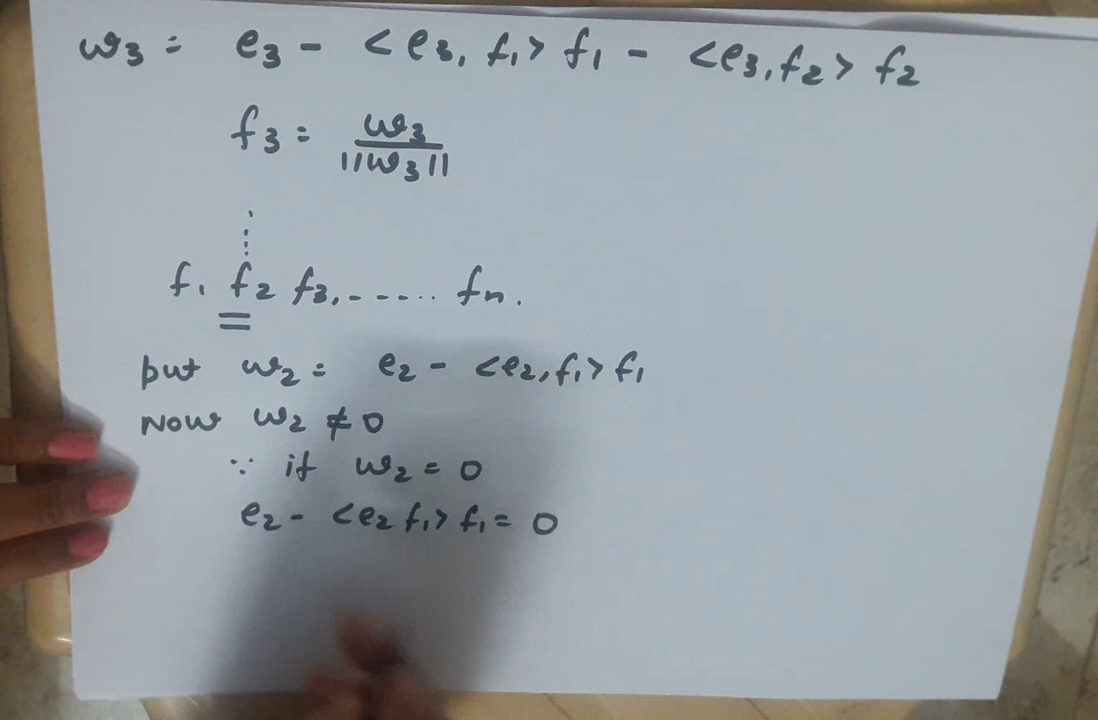 w3 = e3 - <e3, f1> f1 - <e3, f2> f2
f3 = w3 / ||w3||
⋮
f1 f2 f3, ------ fn.
but w2 = e2 - <e2, f1> f1
Now w2 ≠ 0
∵ if w2 = 0
e2 - <e2 f1> f1 = 0